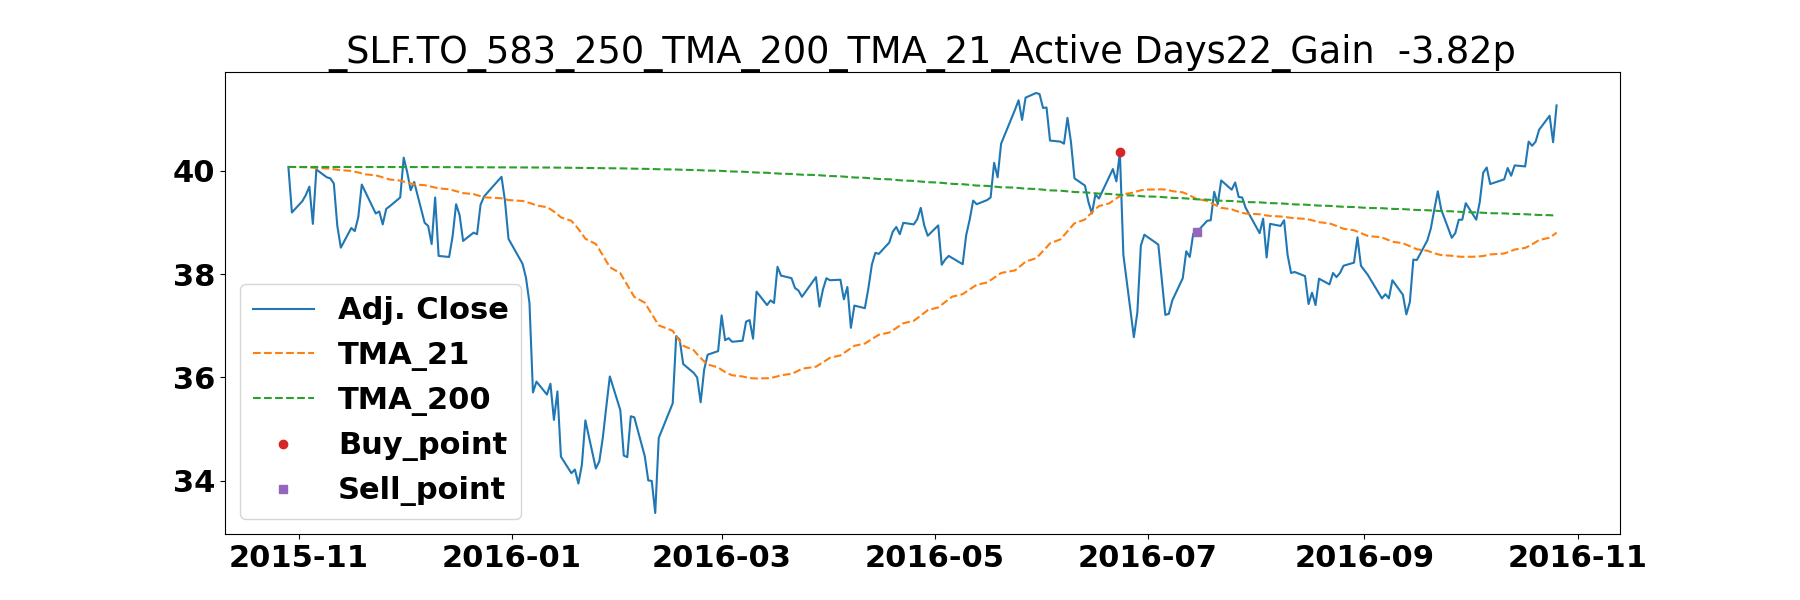 _SLF.TO_583_250_TMA_200_TMA_21_Active Days22_Gain  -3.82p
40
38
36
34
Adj. Close
TMA_21
TMA_200
Buy_point
Sell_point
2015-11 2016-01 2016-03 2016-05 2016-07 2016-09 2016-11